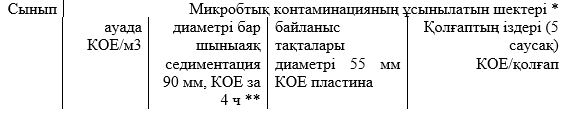 Сынып Микробтық контаминацияның ұсынылатын шектері *
ауада
КОЕ/м3
диаметрі бар
шыныаяқ
седиментация
90 мм, КОЕ за
4 ч **
байланыс
тақталары
диаметрі 55 мм
КОЕ пластина
Қолғаптың іздері (5
саусақ)
КОЕ/қолғап